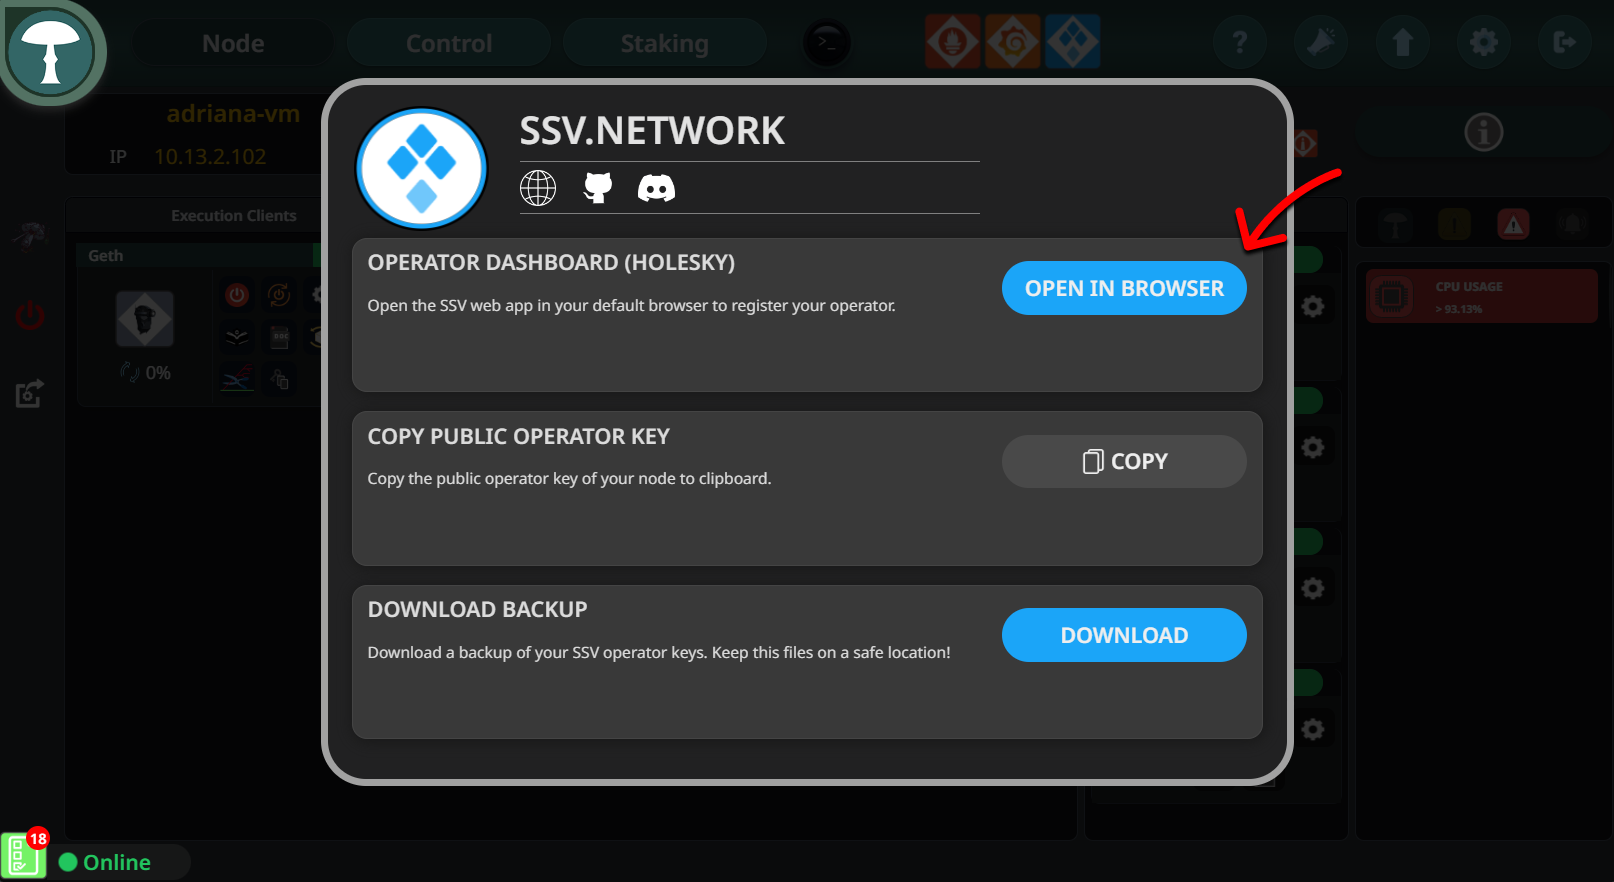 Node
Control
Staking
>_
?
adriana-vm
IP 10.13.2.102
Execution Clients
Geth
0%
SSV.NETWORK
OPERATOR DASHBOARD (HOLESKY)
Open the SSV web app in your default browser to register your operator.
OPEN IN BROWSER
COPY PUBLIC OPERATOR KEY
Copy the public operator key of your node to clipboard.
COPY
DOWNLOAD BACKUP
Download a backup of your SSV operator keys. Keep this files on a safe location!
DOWNLOAD
CPU USAGE
> 93.13%
18
Online